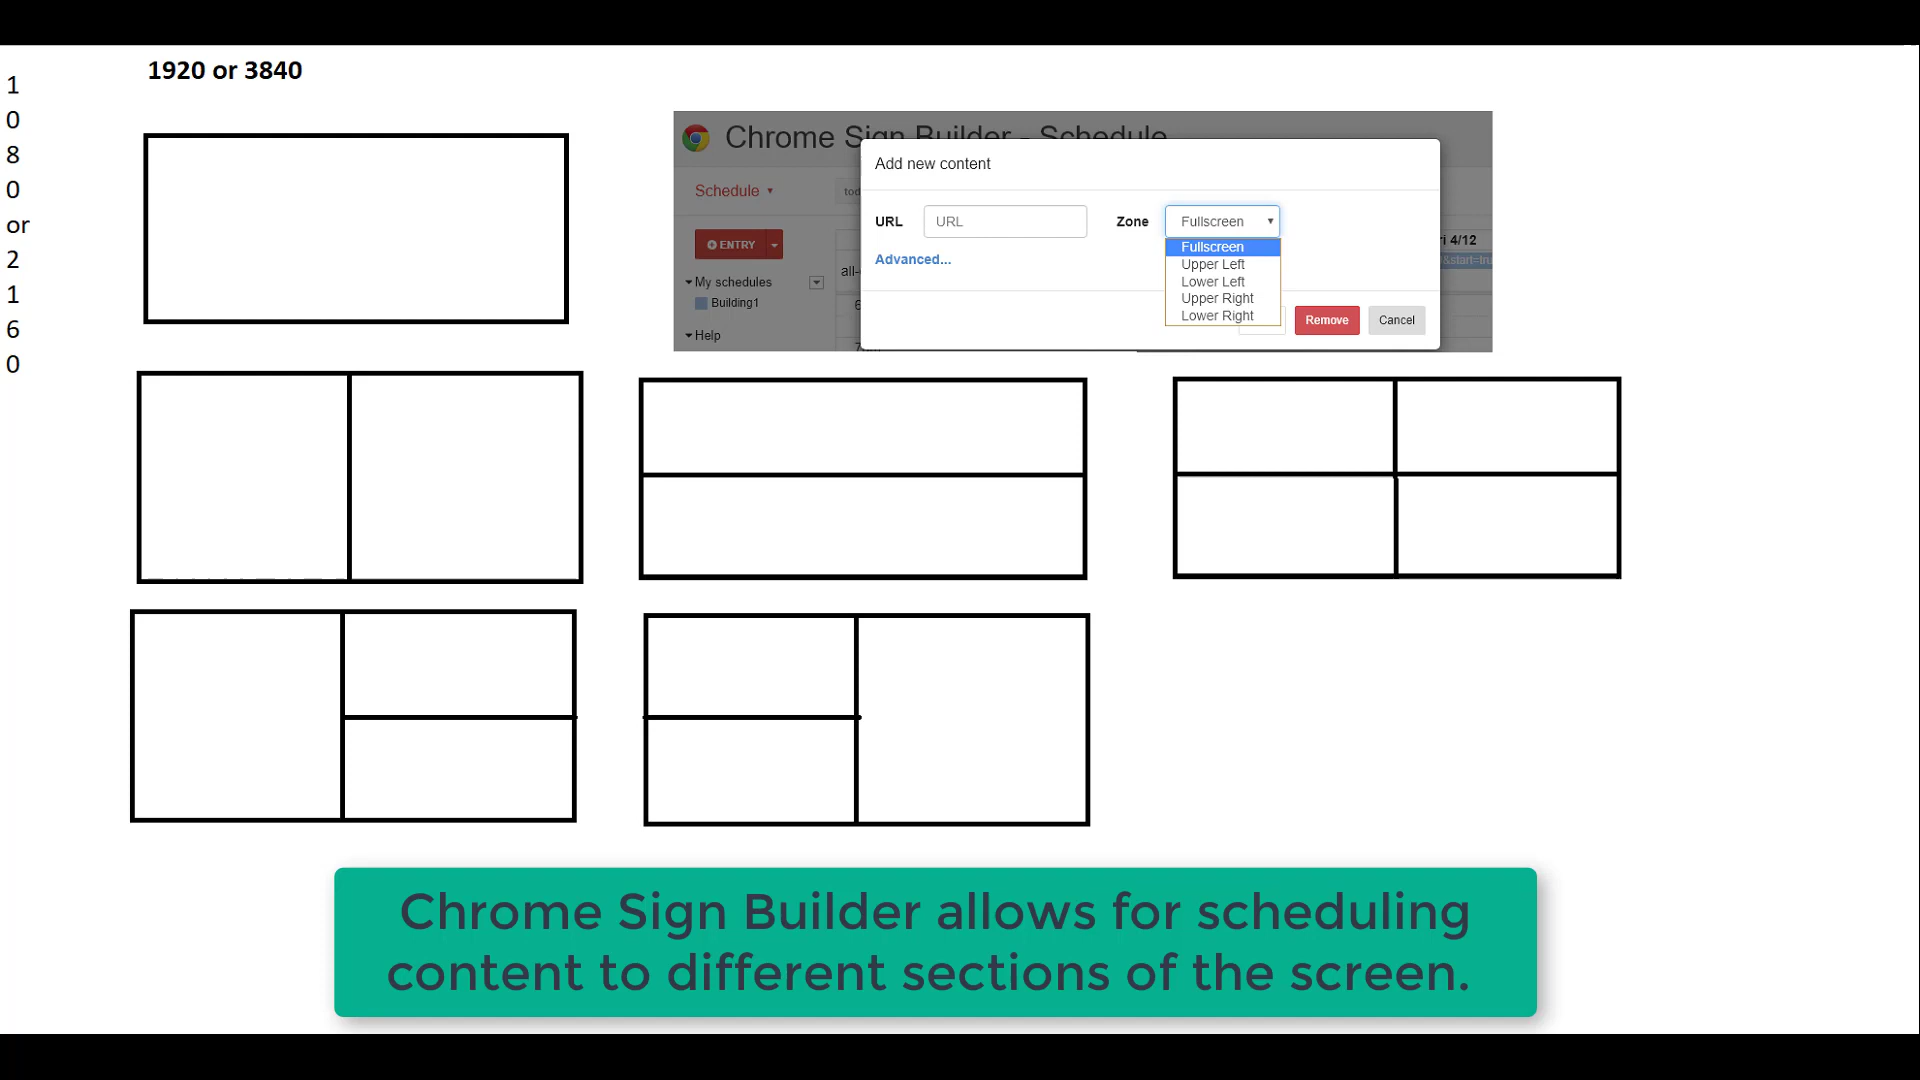 1920 or 3840
1
0
8
0
or
2
1
6
0
Chrome Sign Builder - Schedule
Add new content
Schedule
URL
URL
Zone
Fullscreen
Fullscreen
Upper Left
Lower Left
Upper Right
Lower Right
ENTRY
Advanced...
4/12
&start=tru
My schedules
Building1
Help
Remove
Cancel
Chrome Sign Builder allows for scheduling
content to different sections of the screen.